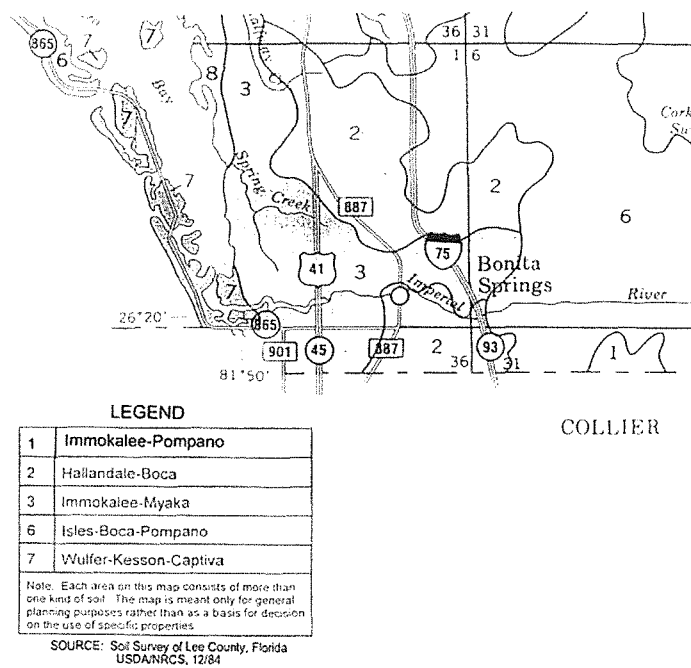 865
6
7
7
8
3
Bay
36 31
1 6
2
Cork
7
7
Spring
Creek
887
2
6
41
75
3
Imperial
Bonita
Springs
River
7
26°20'
865
901
45
887
2
36
93
31
1
81°50'
COLLIER
LEGEND
1 Immokalee-Pompano
2 Hallandale-Boca
3 Immokalee-Myaka
6 Isles-Boca-Pompano
7 Wulfer-Kesson-Captiva
Note: Each area on this map consists of more than
one kind of soil. The map is meant only for general
planning purposes rather than as a basis for decision
on the use of specific properties
SOURCE: Soil Survey of Lee County, Florida
USDA/NRCS, 12/84